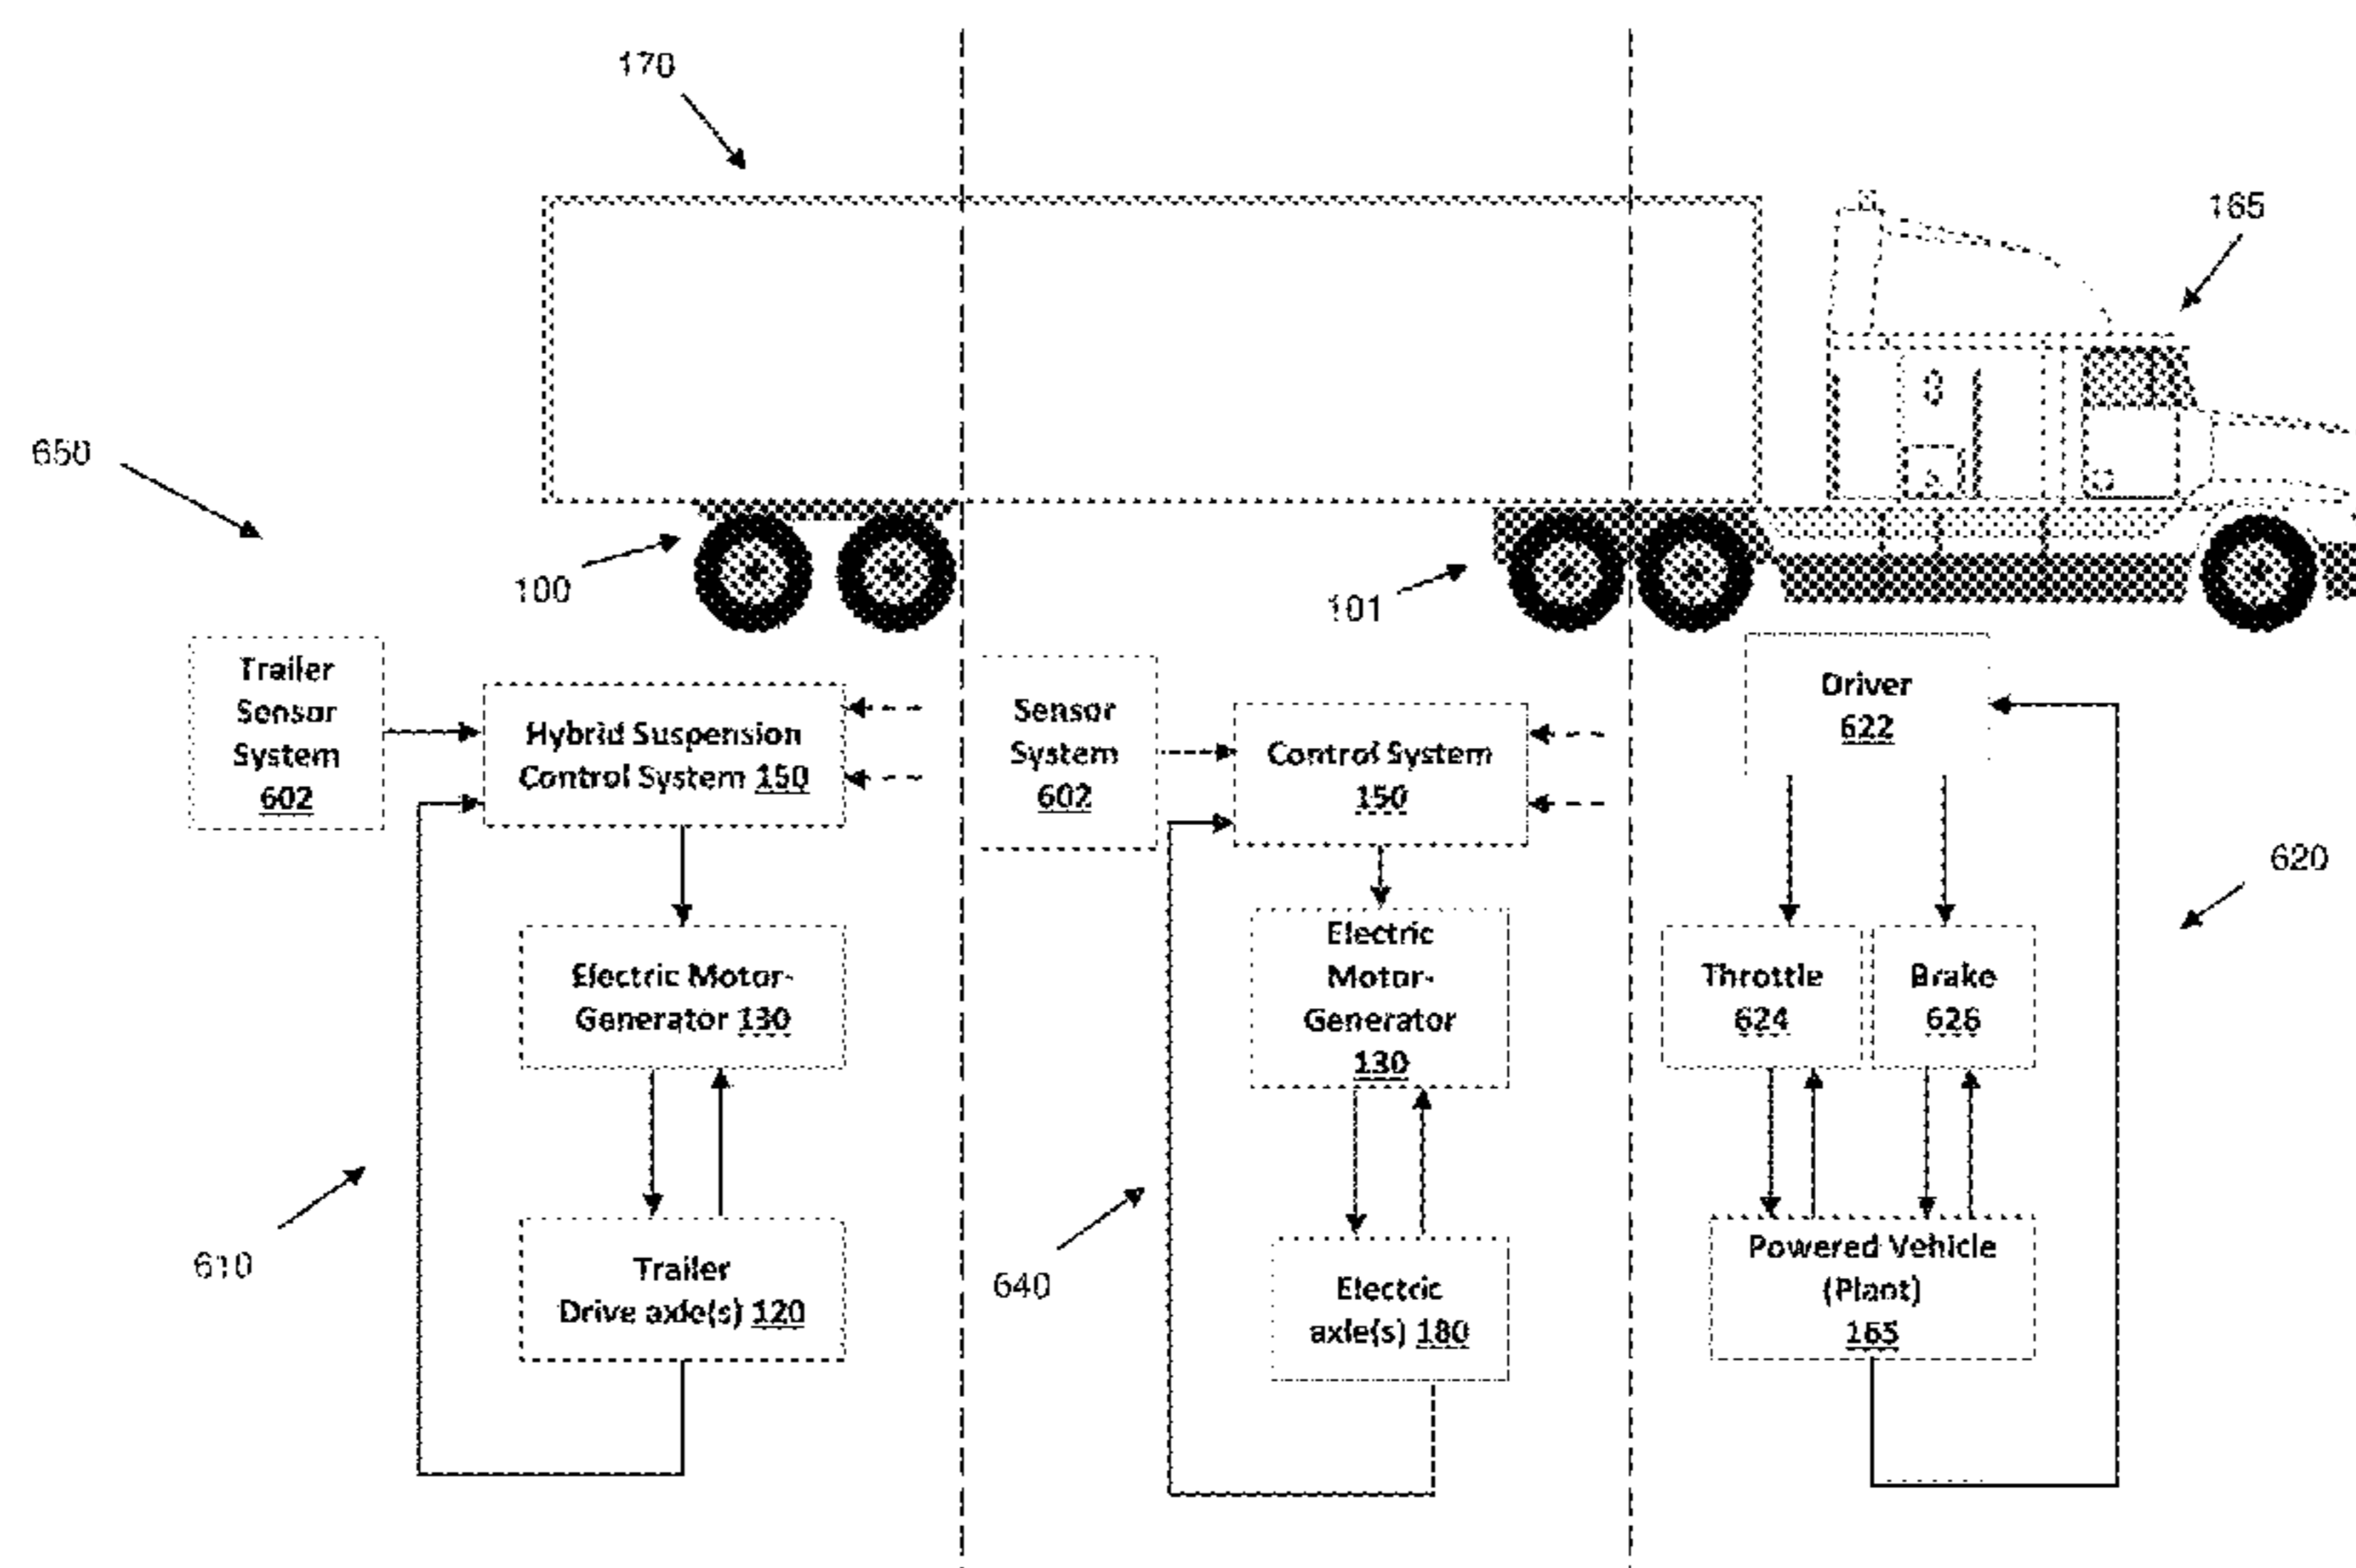 170
165
650
100
101
Trailer
Sensor
System
602
Hybrid Suspension
Control System 150
Electric Motor-
Generator 130
Trailer
Drive axle(s) 120
610
Sensor
System
602
Control System
150
Electric
Motor-
Generator
130
Electric
axle(s) 180
640
Driver
622
Throttle
624
Brake
626
Powered Vehicle
(Plant)
165
620